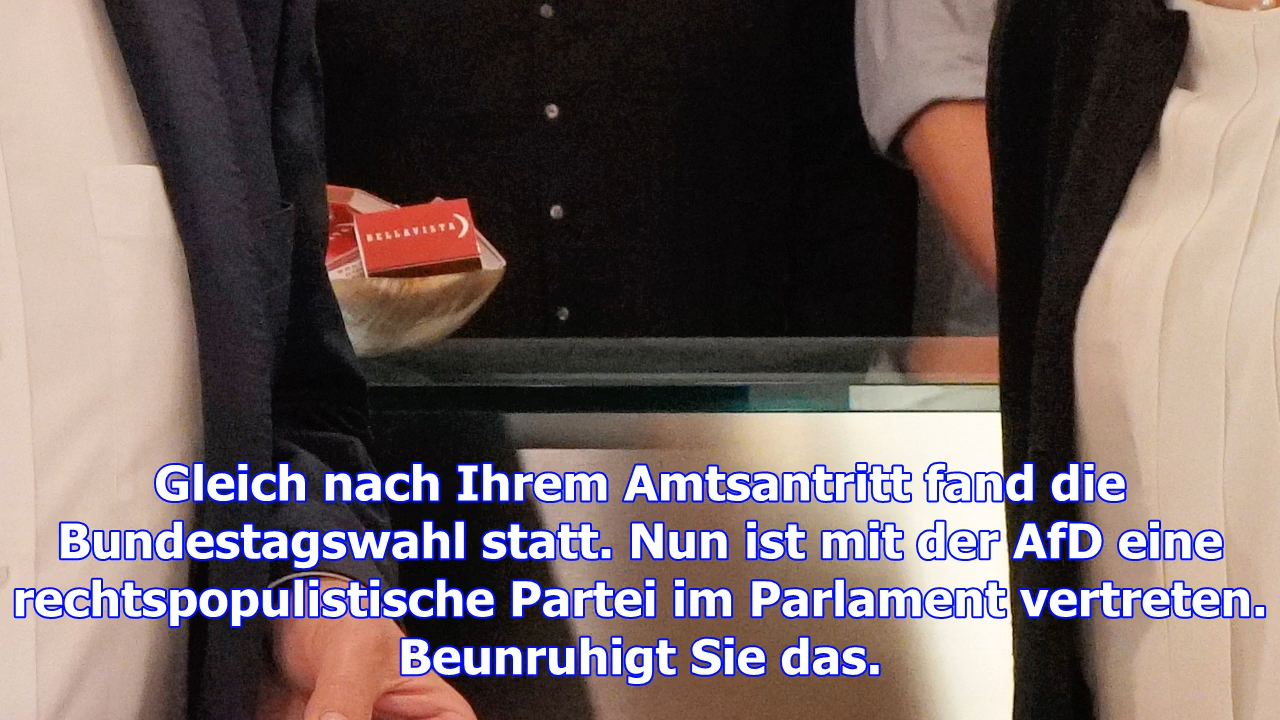 BELLAVISTA
Gleich nach Ihrem Amtsantritt fand die
Bundestagswahl statt. Nun ist mit der AfD eine
rechtspopulistische Partei im Parlament vertreten.
Beunruhigt Sie das.